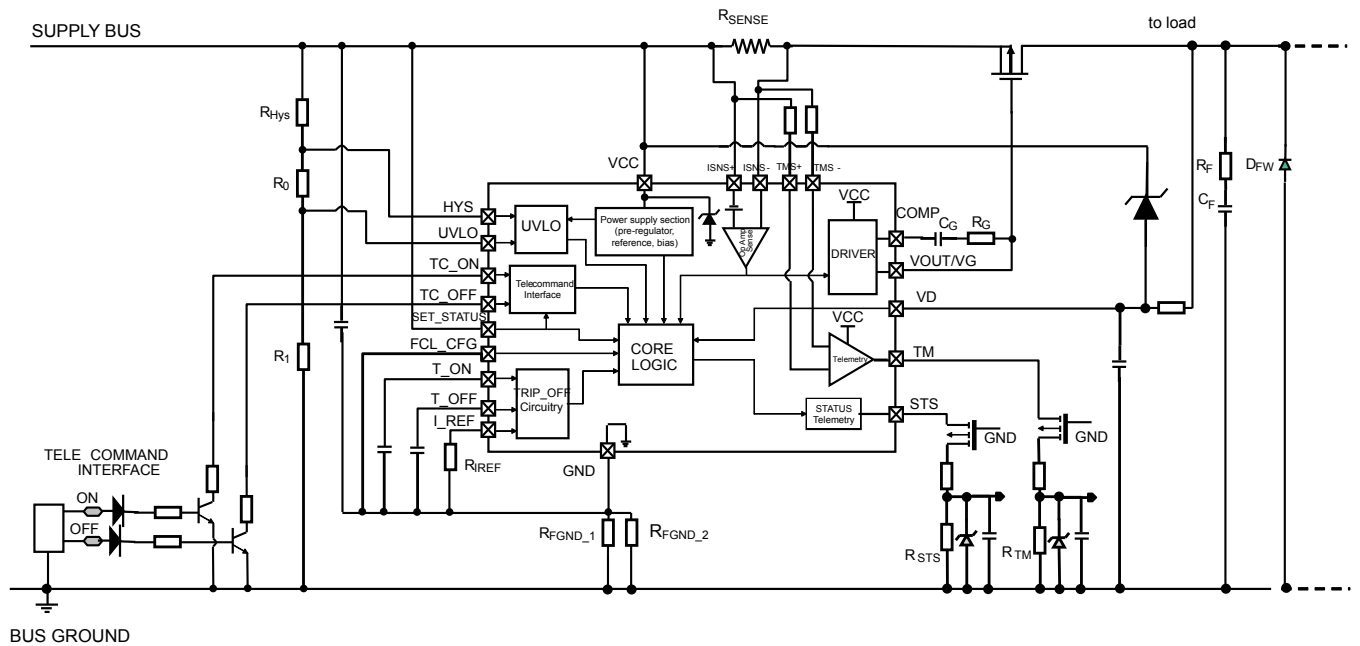 SUPPLY BUS
RSENSE
to load
RHys
R0
R1
VCC
ISNS+
ISNS-
TMS+
TMS -
RF
CF
DFW
HYS
UVLO
TC_ON
TC_OFF
SET_STATUS
FCL_CFG
T_ON
T_OFF
I_REF
UVLO
Power supply section
(pre-regulator,
reference, bias)
Op Amp
Sense
VCC
DRIVER
COMP
CG
RG
VOUT/VG
VD
Telecommand
Interface
CORE
LOGIC
VCC
Telemetry
TM
TRIP_OFF
Circuitry
STATUS
Telemetry
STS
GND
GND
GND
RIREF
TELE COMMAND
INTERFACE
ON
OFF
RFGND_1
RFGND_2
RSTS
RTM
BUS GROUND